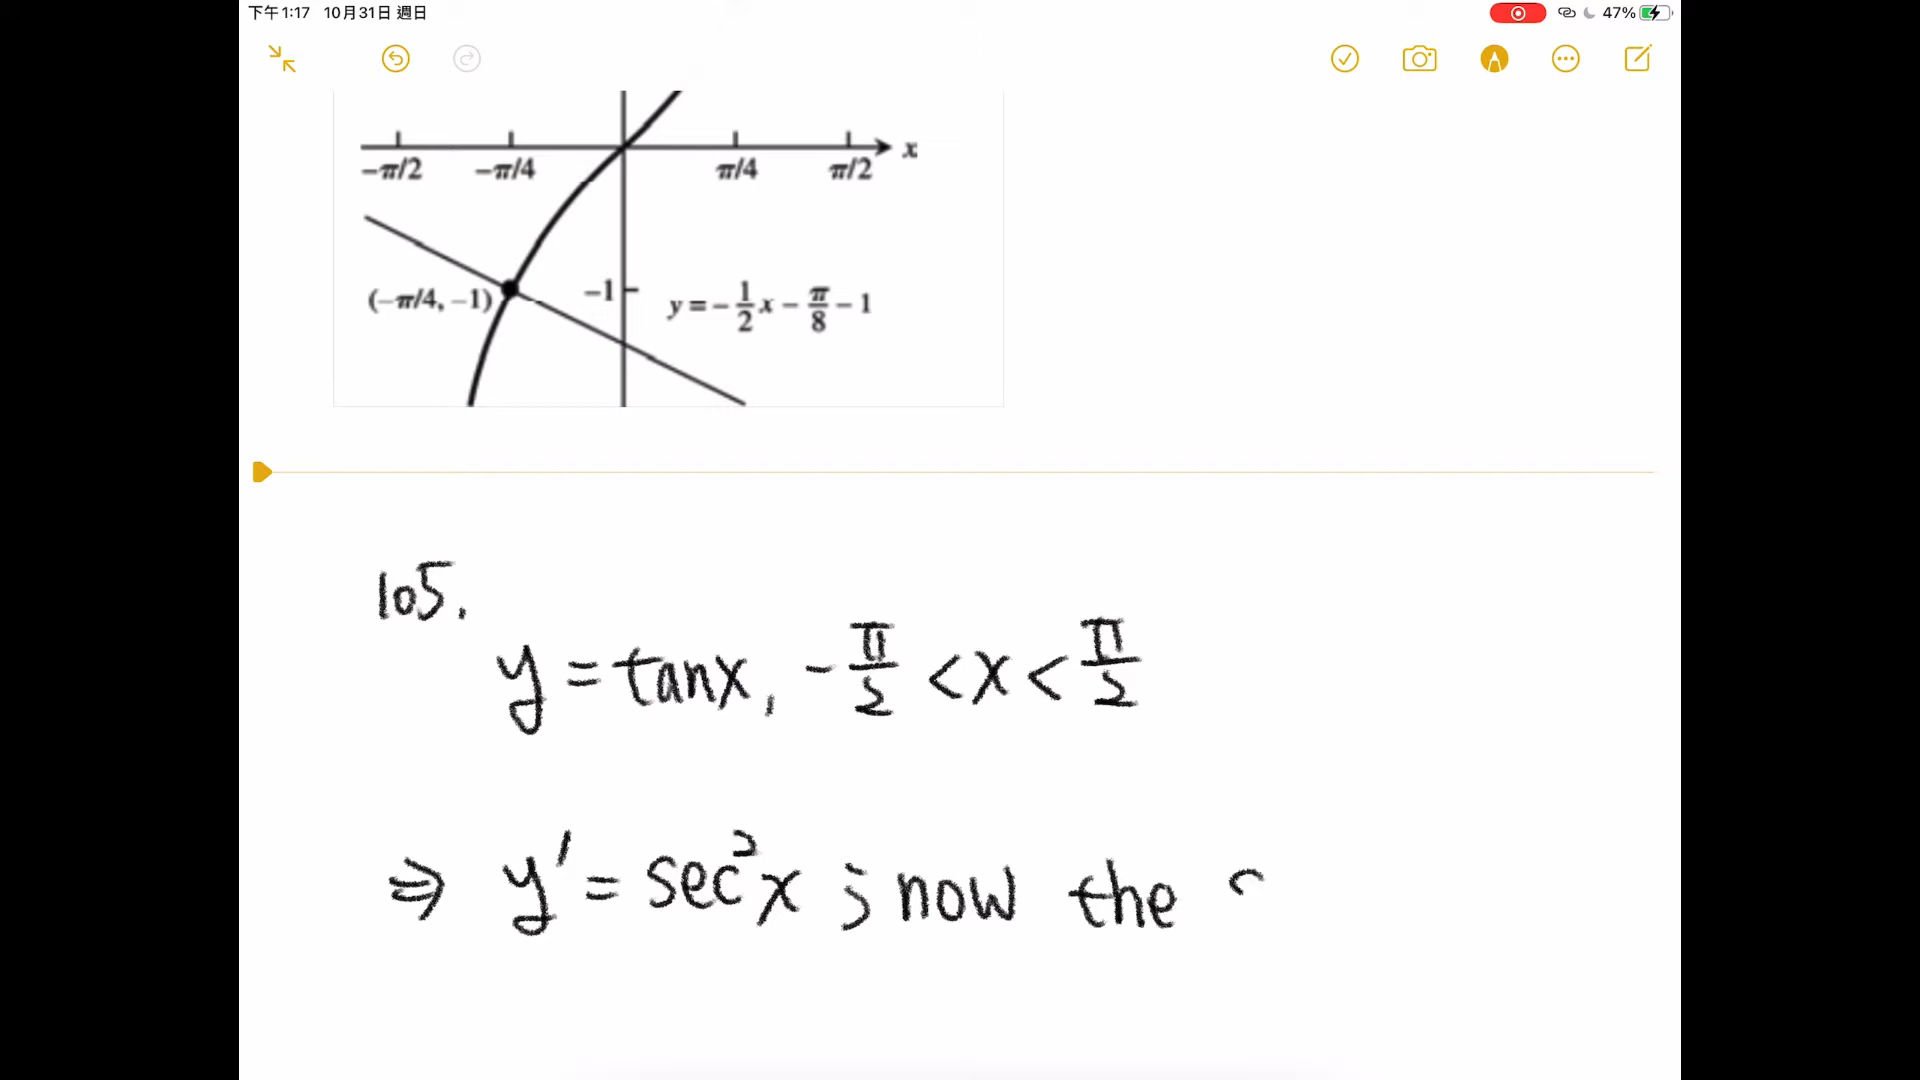 下午1:17 10月31日 週日
47%
x
−π/2 −π/4 π/4 π/2
(−π/4, −1)
−1
y = −1/2 x − π/8 − 1
105.
y = tanx, -π/2 < x < π/2
⇒ y' = sec²x ; now the